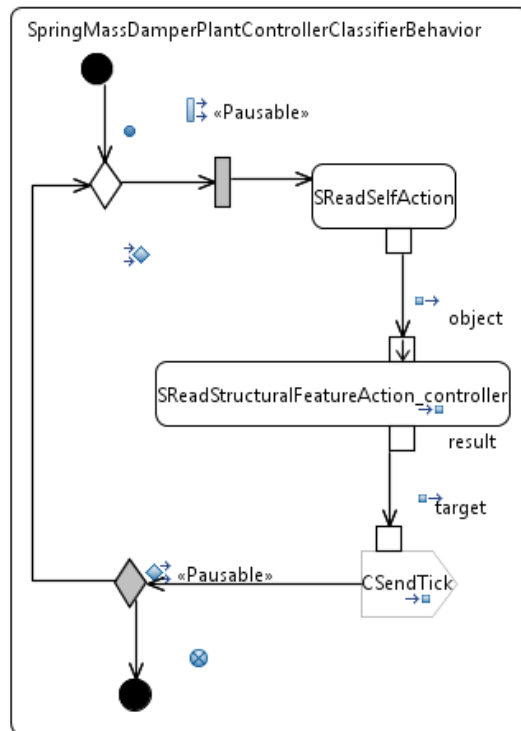 SpringMassDamperPlantControllerClassifierBehavior
«Pausable»
SReadSelfAction
object
SReadStructuralFeatureAction_controller
result
target
«Pausable»
CSendTick